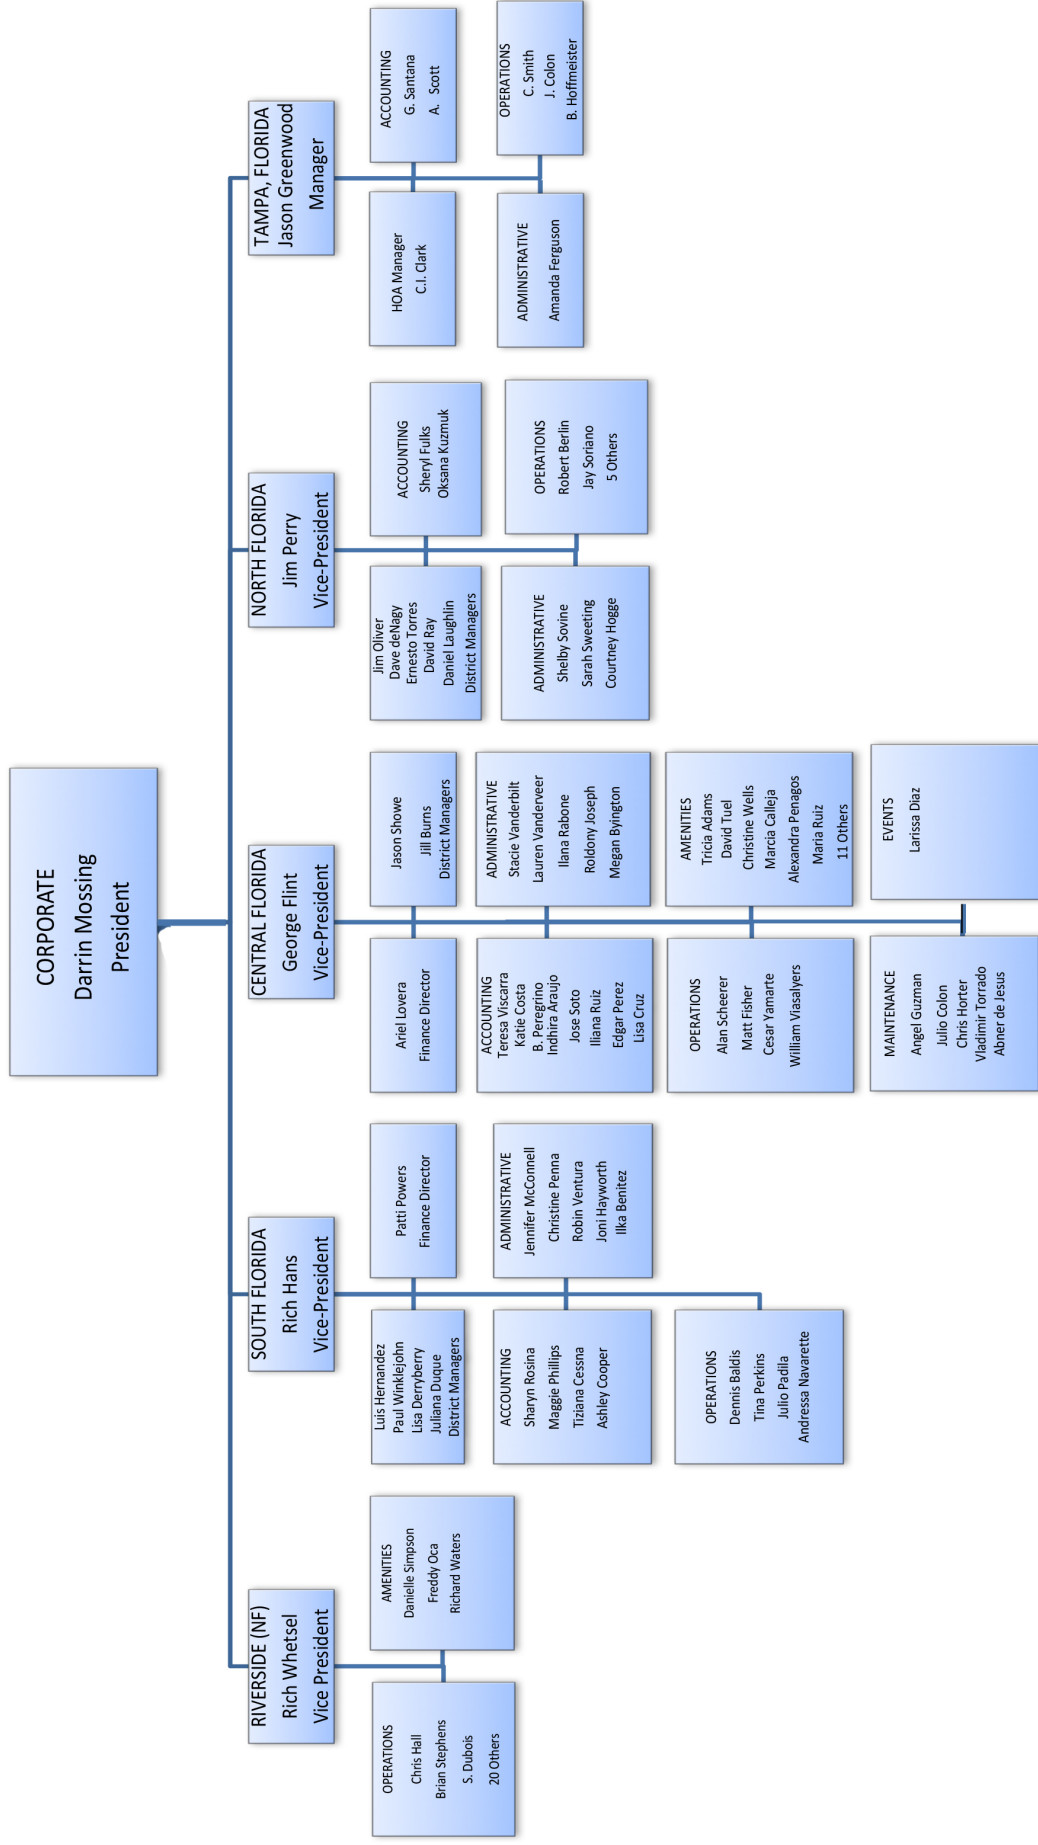 CORPORATE
Darrin Mossing
President
RIVERSIDE (NF)
Rich Whetsel
Vice President
OPERATIONS
Chris Hall
Brian Stephens
S. Dubois
20 Others
AMENITIES
Danielle Simpson
Freddy Oca
Richard Waters
SOUTH FLORIDA
Rich Hans
Vice-President
Luis Hernandez
Paul Winklejohn
Lisa Derryberry
Juliana Duque
District Managers
Patti Powers
Finance Director
ACCOUNTING
Sharyn Rosina
Maggie Phillips
Tiziana Cessna
Ashley Cooper
ADMINISTRATIVE
Jennifer McConnell
Christine Penna
Robin Ventura
Joni Hayworth
Ilka Benitez
OPERATIONS
Dennis Baldis
Tina Perkins
Julio Padila
Andressa Navarette
CENTRAL FLORIDA
George Flint
Vice-President
Ariel Lovera
Finance Director
Jason Showe
Jill Burns
District Managers
ACCOUNTING
Teresa Viscarra
Katie Costa
B. Peregrino
Indhira Araujo
Jose Soto
Iliana Ruiz
Edgar Perez
Lisa Cruz
ADMINISTRATIVE
Stacie Vanderbilt
Lauren Vanderveer
Ilana Rabone
Roldony Joseph
Megan Byington
OPERATIONS
Alan Scheerer
Matt Fisher
Cesar Yamarte
William Viasalyers
AMENITIES
Tricia Adams
David Tuel
Christine Wells
Marcia Calleja
Alexandra Penagos
Maria Ruiz
11 Others
MAINTENANCE
Angel Guzman
Julio Colon
Chris Horter
Vladimir Torrado
Abner de Jesus
EVENTS
Larissa Diaz
NORTH FLORIDA
Jim Perry
Vice-President
Jim Oliver
Dave deNagy
Ernesto Torres
David Ray
Daniel Laughlin
District Managers
ACCOUNTING
Sheryl Fulks
Oksana Kuzmuk
ADMINISTRATIVE
Shelby Sovine
Sarah Sweeting
Courtney Hogge
OPERATIONS
Robert Berlin
Jay Soriano
5 Others
TAMPA, FLORIDA
Jason Greenwood
Manager
HOA Manager
C.I. Clark
ACCOUNTING
G. Santana
A. Scott
ADMINISTRATIVE
Amanda Ferguson
OPERATIONS
C. Smith
J. Colon
B. Hoffmeister